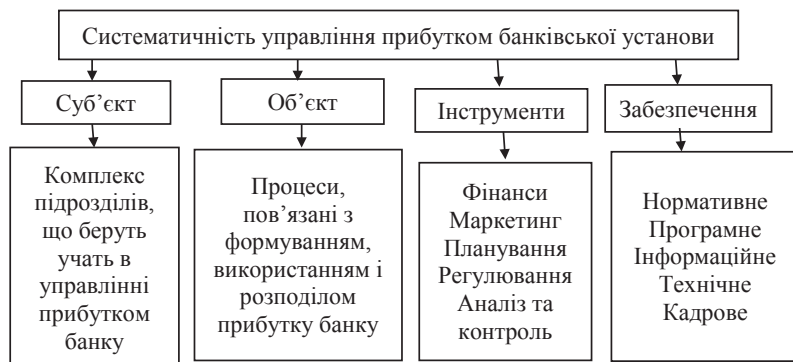 Систематичність управління прибутком банківської установи
Суб’єкт
Об’єкт
Інструменти
Забезпечення
Комплекс
підрозділів,
що беруть
учать в
управлінні
прибутком
банку
Процеси,
пов’язані з
формуванням,
використанням і
розподілом
прибутку банку
Фінанси
Маркетинг
Планування
Регулювання
Аналіз та
контроль
Нормативне
Програмне
Інформаційне
Технічне
Кадрове